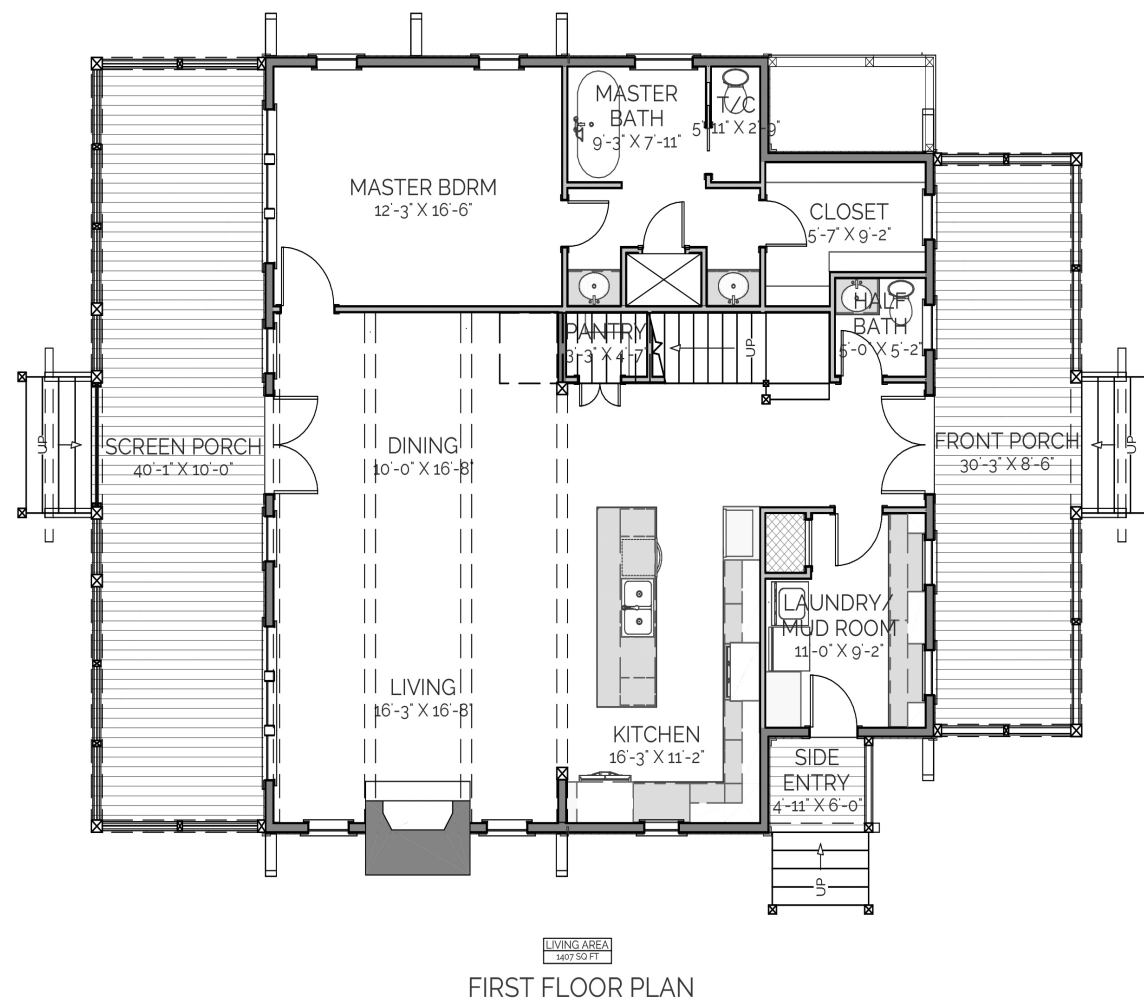 MASTER
BATH
9'-3" X 7'-11"
T/C
5'-11" X 2'-9"
MASTER BDRM
12'-3" X 16'-6"
CLOSET
5'-7" X 9'-2"
HALF
BATH
5'-0" X 5'-2"
PANTRY
3'-3" X 4'-7"
UP
UP
SCREEN PORCH
40'-1" X 10'-0"
DINING
10'-0" X 16'-8"
FRONT PORCH
30'-3" X 8'-6"
UP
LAUNDRY/
MUD ROOM
11'-0" X 9'-2"
LIVING
16'-3" X 16'-8"
KITCHEN
16'-3" X 11'-2"
SIDE
ENTRY
4'-11" X 6'-0"
UP
LIVING AREA
1407 SQ FT
FIRST FLOOR PLAN